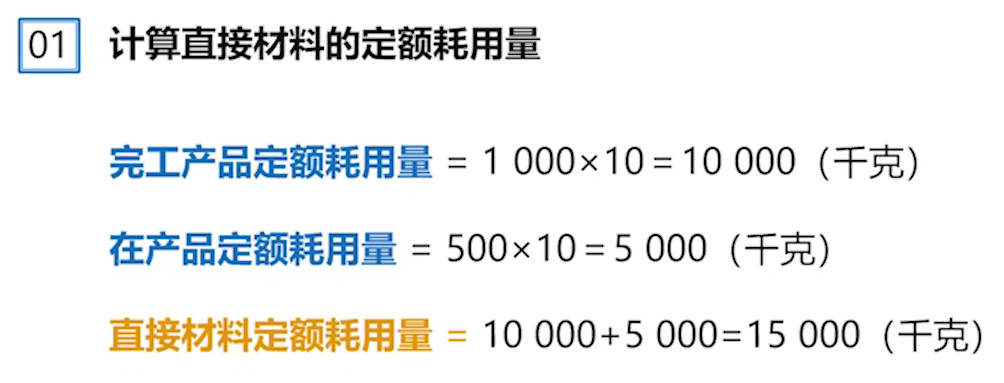 01 计算直接材料的定额耗用量
完工产品定额耗用量 = 1 000×10 = 10 000（千克）
在产品定额耗用量 = 500×10 = 5 000（千克）
直接材料定额耗用量 = 10 000+5 000=15 000（千克）